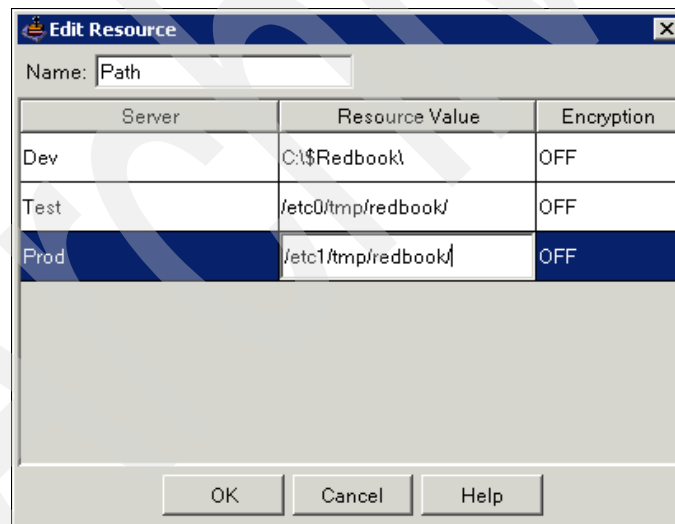 Edit Resource
Name: Path
Server Resource Value Encryption
Dev C:\$Redbook\ OFF
Test /etc0/tmp/redbook/ OFF
Prod /etc1/tmp/redbook/ OFF
OK Cancel Help